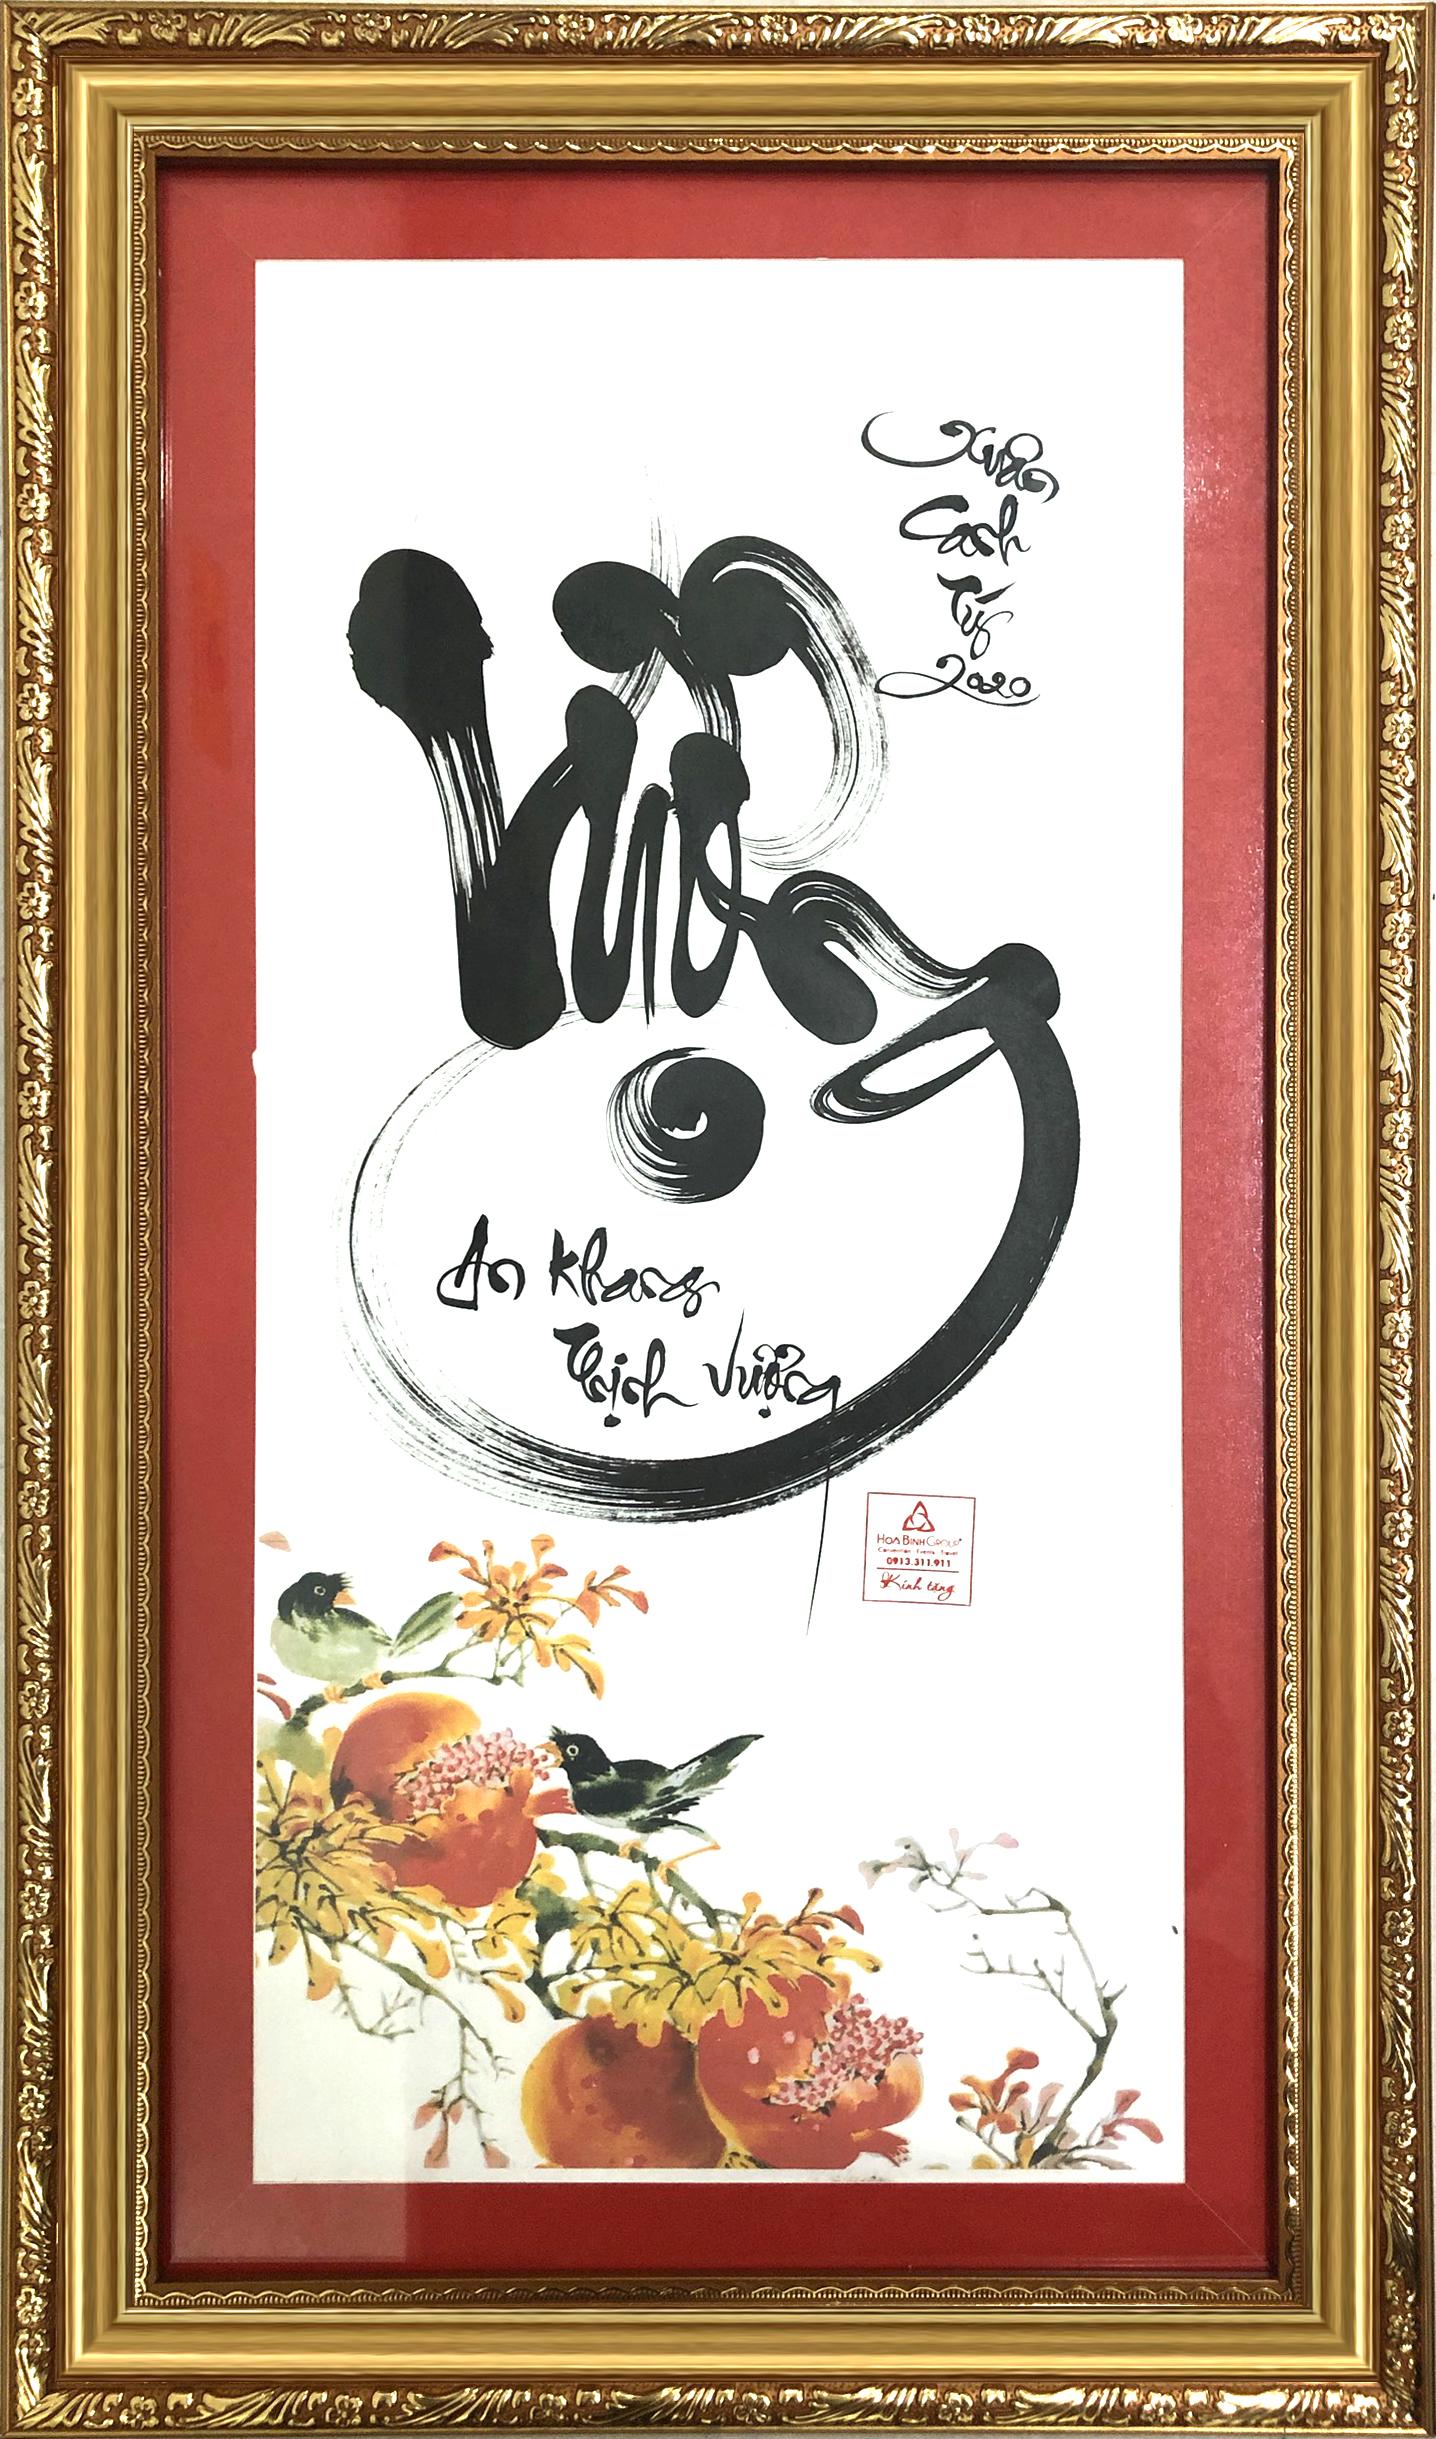 Xuân
Canh
Tý
2020
Vượng
An Khang
Thịnh Vượng
HOA BINH GROUP
Convention Events Travel
0913.311.911
Kính tặng